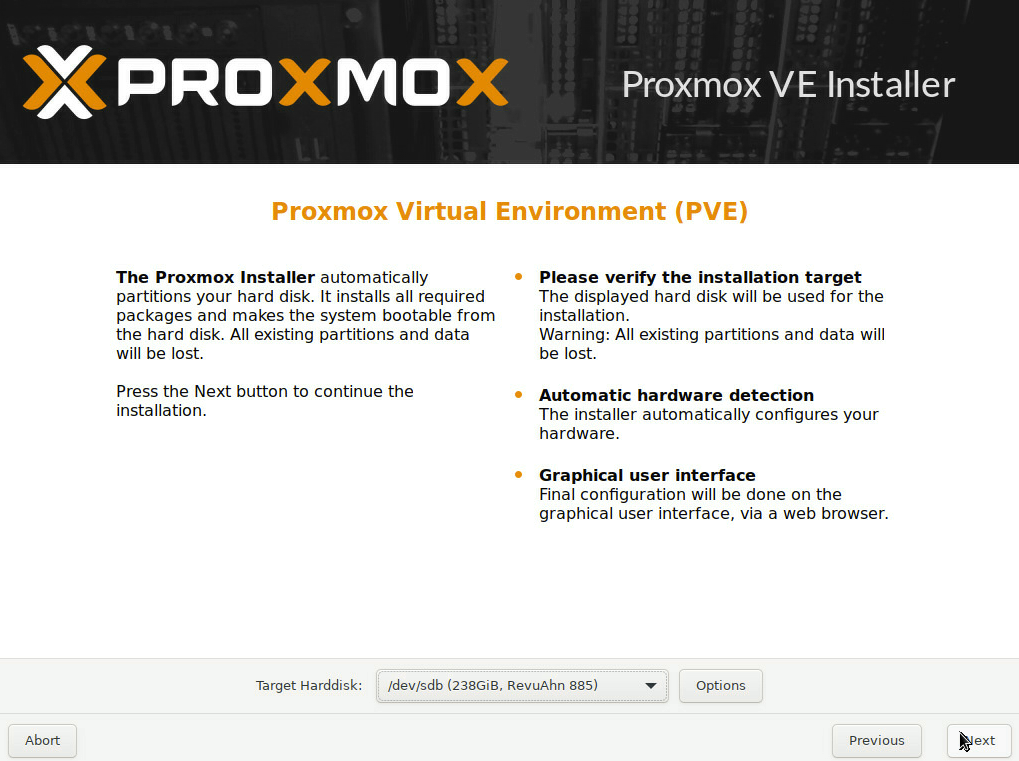 PROXMOX
Proxmox VE Installer
Proxmox Virtual Environment (PVE)
The Proxmox Installer automatically
partitions your hard disk. It installs all required
packages and makes the system bootable from
the hard disk. All existing partitions and data
will be lost.
Press the Next button to continue the
installation.
Please verify the installation target
The displayed hard disk will be used for the
installation.
Warning: All existing partitions and data will
be lost.
Automatic hardware detection
The installer automatically configures your
hardware.
Graphical user interface
Final configuration will be done on the
graphical user interface, via a web browser.
Target Harddisk:
/dev/sdb (238GiB, RevuAhn 885)
Options
Abort
Previous
Next